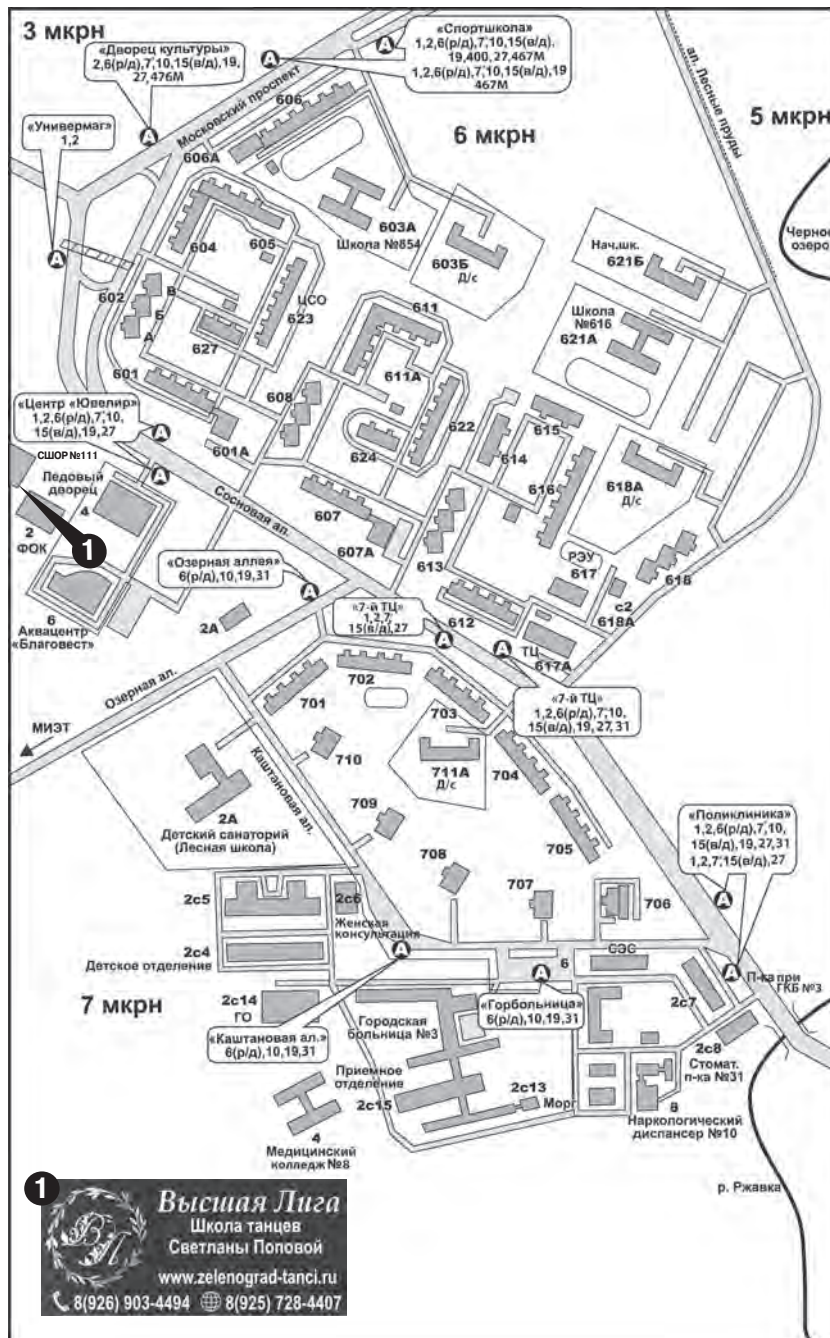 3 мкрн
«Дворец культуры»
2,6(р/д),7,10,15(в/д),19,
27,476М
«Спортшкола»
1,2,6(р/д),7,10,15(в/д),
19,400,27,467М
1,2,6(р/д),7,10,15(в/д),19
467М
«Универмаг»
1,2
Московский проспект
ал. Лесные пруды
606
606А
6 мкрн
5 мкрн
603А
Школа №854
603Б
Д/с
604
605
Нач.шк.
621Б
602
В
Б
А
ЦСО
623
627
611
Школа
№616
621А
601
608
611А
«Центр «Ювелир»
1,2,6(р/д),7,10,
15(в/д),19,27
601А
624
622
615
614
616
618А
Д/с
СШОР №111
Ледовый
дворец
4
2
ФОК
1
Сосновая ал.
607
607А
613
РЭУ
617
618
с2
618А
«Озерная аллея»
6(р/д),10,19,31
6
Аквацентр
«Благовест»
2А
«7-й ТЦ»
1,2,7,
15(в/д),27
612
ТЦ
617А
Озерная ал.
702
701
703
«7-й ТЦ»
1,2,6(р/д),7,10,
15(в/д),19,27,31
МИЭТ
Каштановая ал.
710
711А
Д/с
704
2А
Детский санаторий
(Лесная школа)
709
705
«Поликлиника»
1,2,6(р/д),7,10,
15(в/д),19,27,31
1,2,7,15(в/д),27
708
707
706
2с5
2с6
Женская
консультация
2с4
Детское отделение
СЭС
6
П-ка при
ГКБ №3
7 мкрн
2с14
ГО
Городская
больница №3
«Горбольница»
6(р/д),10,19,31
2с7
«Каштановая ал.»
6(р/д),10,19,31
2с8
Стомат.
п-ка №31
Приемное
отделение
2с15
2с13
Морг
Наркологический
диспансер №10
4
Медицинский
колледж №8
р. Ржавка
1
Высшая Лига
Школа танцев
Светланы Поповой
www.zelenograd-tanci.ru
8(926) 903-4494 8(925) 728-4407